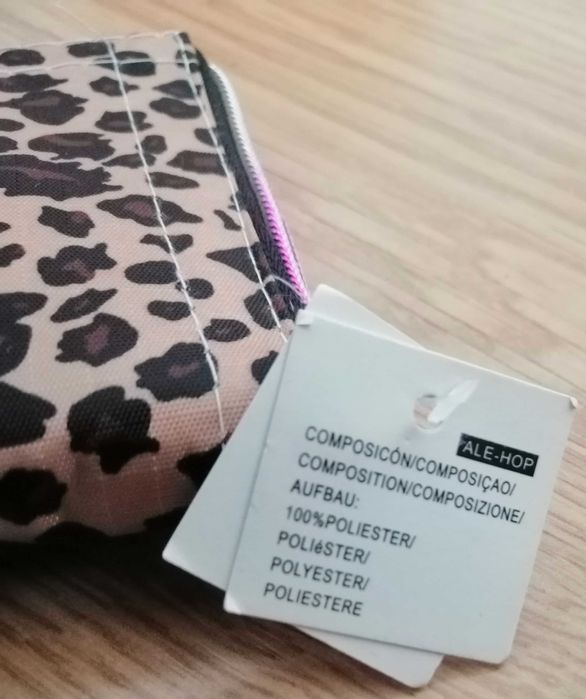 ALE-HOP
COMPOSICÓN/COMPOSIÇAO/
COMPOSITION/COMPOSIZIONE/
AUFBAU:
100%POLIESTER/
POLIéSTER/
POLYESTER/
POLIESTERE